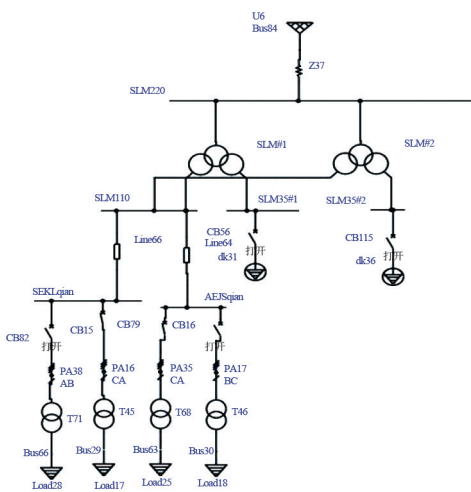 U6
Bus84
Z37
SLM220
SLM#1
SLM#2
SLM110
SLM35#1
SLM35#2
Line66
CB56
Line64
打开
dk31
CB115
打开
dk36
SEKLqian
AEJSqian
CB82
打开
CB15
CB79
CB16
打开
PA38
AB
PA16
CA
PA35
CA
PA17
BC
T71
T45
T68
T46
Bus66
Bus29
Bus63
Bus30
Load28
Load17
Load25
Load18